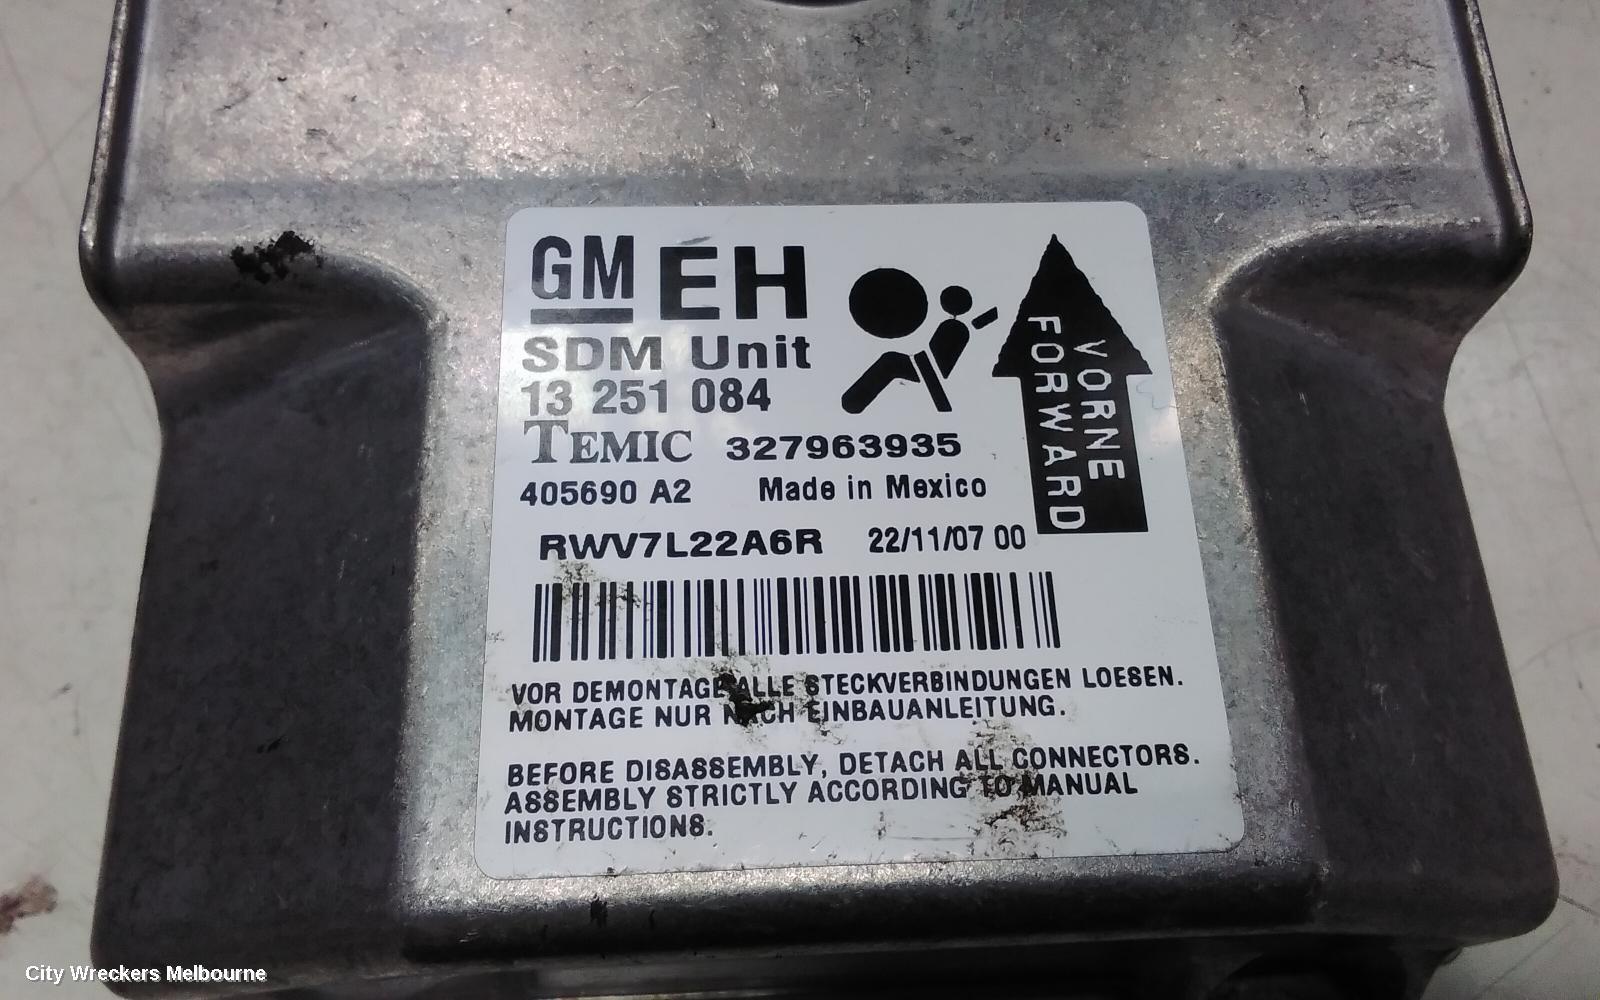 GM EH
SDM Unit
13 251 084
TEMIC 327963935
405690 A2 Made in Mexico
RWV7L22A6R 22/11/07 00
VORNE
FORWARD
VOR DEMONTAGE ALLE STECKVERBINDUNGEN LOESEN.
MONTAGE NUR NACH EINBAUANLEITUNG.
BEFORE DISASSEMBLY, DETACH ALL CONNECTORS.
ASSEMBLY STRICTLY ACCORDING TO MANUAL
INSTRUCTIONS.
City Wreckers Melbourne